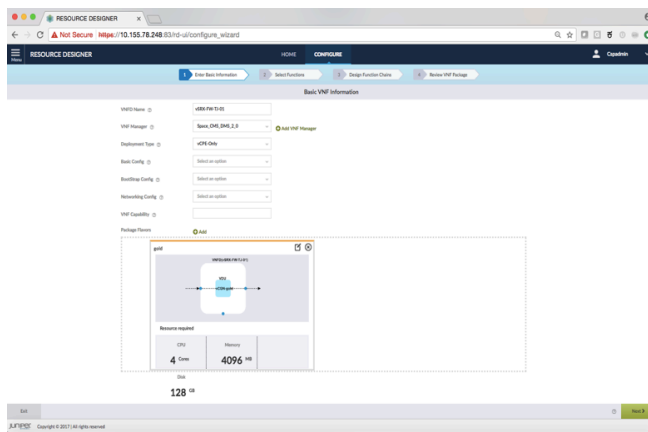 RESOURCE DESIGNER
Not Secure https://10.155.78.248:83/rd-ui/configure_wizard
Menu
RESOURCE DESIGNER
HOME
CONFIGURE
Cspadmin
1 Enter Basic Information
2 Select Functions
3 Design Function Chains
4 Review VNF Package
Basic VNF Information
VNFD Name
vSRX-FW-TJ-01
VNF Manager
Space_CMS_DMS_2_0
Add VNF Manager
Deployment Type
vCPE-Only
Basic Config
Select an option
BootStrap Config
Select an option
Networking Config
Select an option
VNF Capability
Package Flavors
Add
gold
VDU
Resource required
CPU
Memory
4 Cores
4096 MB
Disk
128 GB
Exit
Next
JUNIPER
Copyright © 2017 | All rights reserved